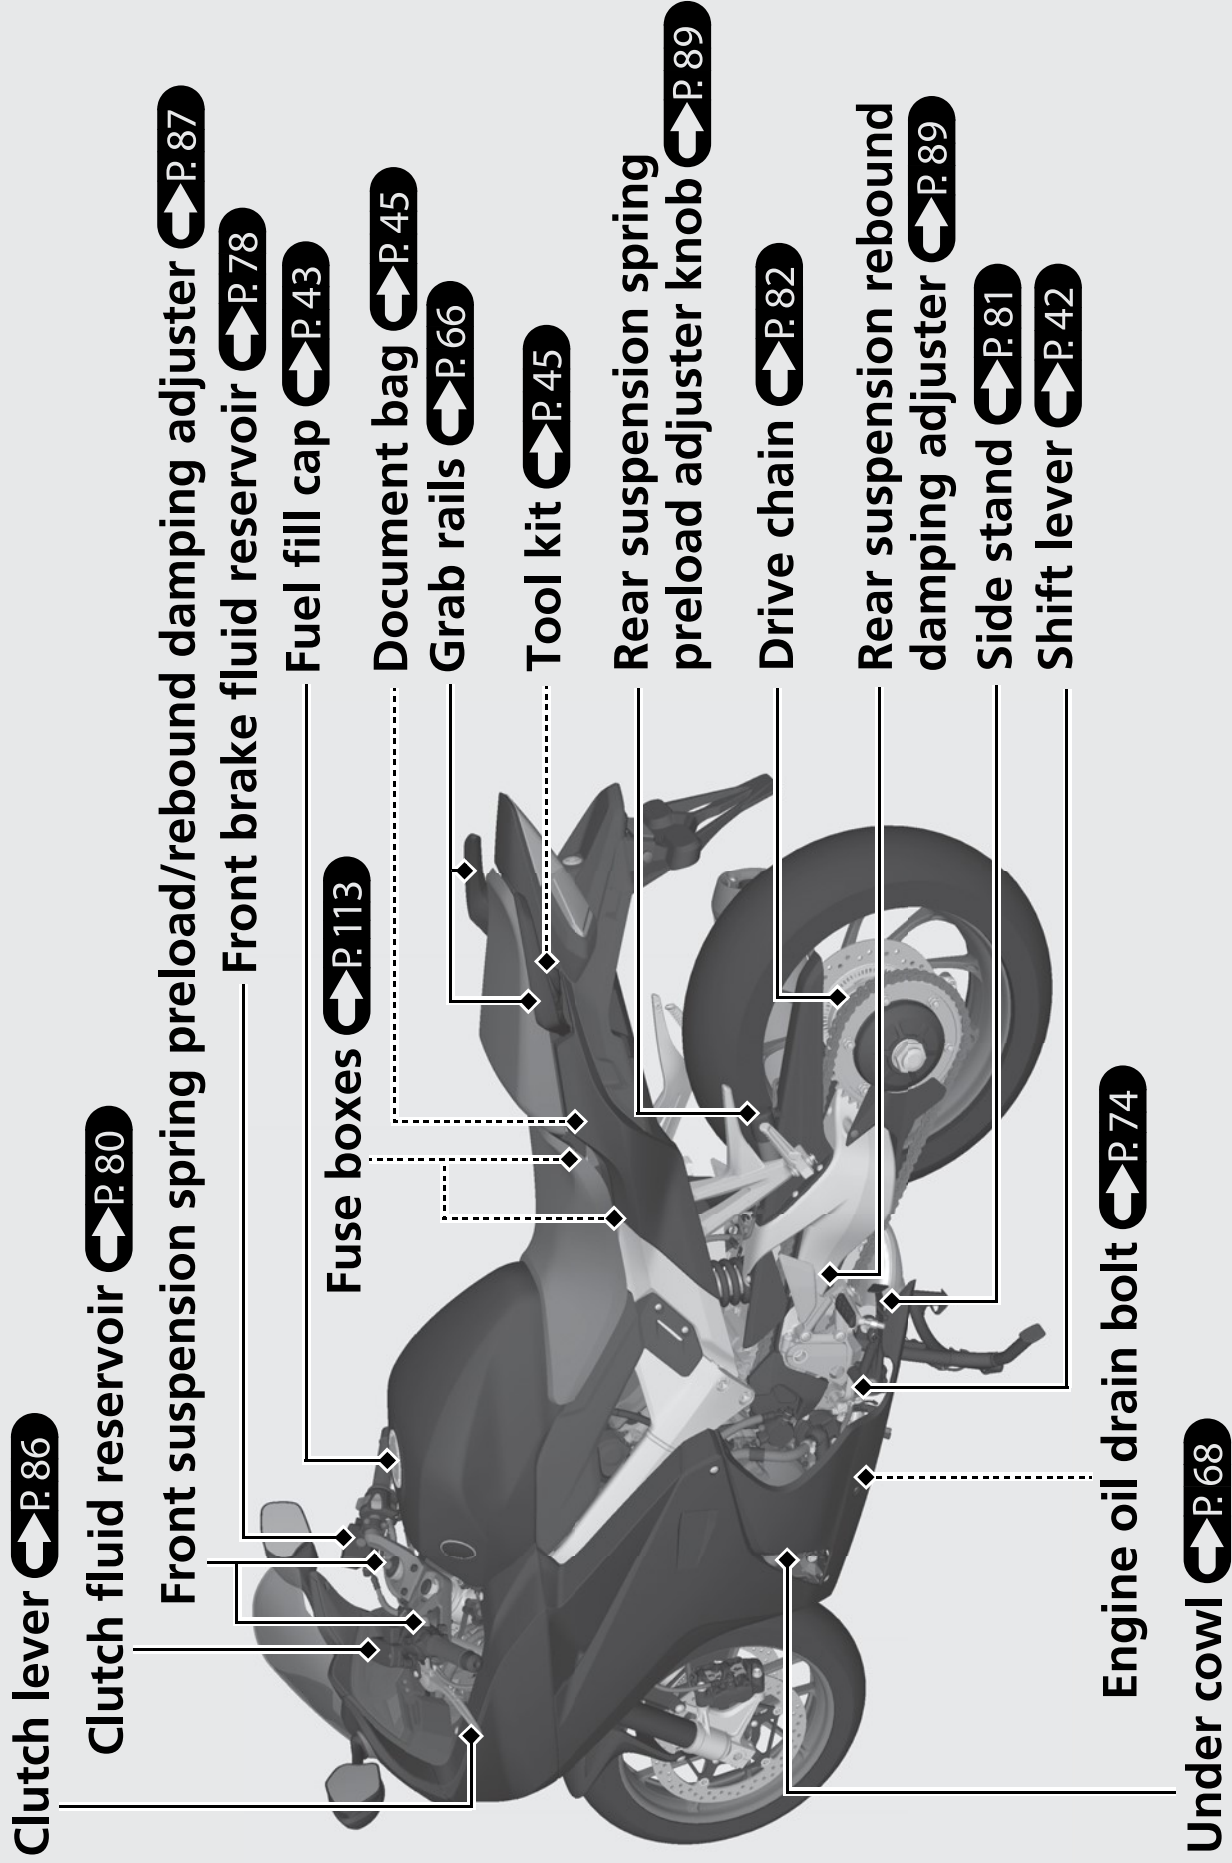 Clutch lever ➡P. 86
Clutch fluid reservoir ➡P. 80
Front suspension spring preload/rebound damping adjuster ➡P. 87
Front brake fluid reservoir ➡P. 78
Fuel fill cap ➡P. 43
Fuse boxes ➡P. 113
Document bag ➡P. 45
Grab rails ➡P. 66
Tool kit ➡P. 45
Rear suspension spring
preload adjuster knob ➡P. 89
Drive chain ➡P. 82
Rear suspension rebound
damping adjuster ➡P. 89
Side stand ➡P. 81
Shift lever ➡P. 42
Engine oil drain bolt ➡P. 74
Under cowl ➡P. 68